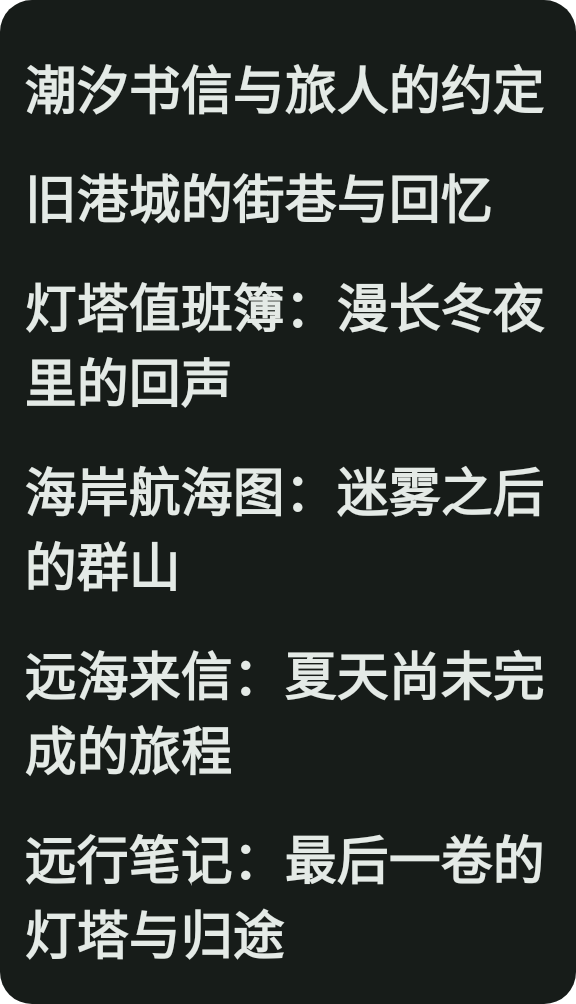 潮汐书信与旅人的约定
旧港城的街巷与回忆
灯塔值班簿：漫长冬夜
里的回声
海岸航海图：迷雾之后
的群山
远海来信：夏天尚未完
成的旅程
远行笔记：最后一卷的
灯塔与归途